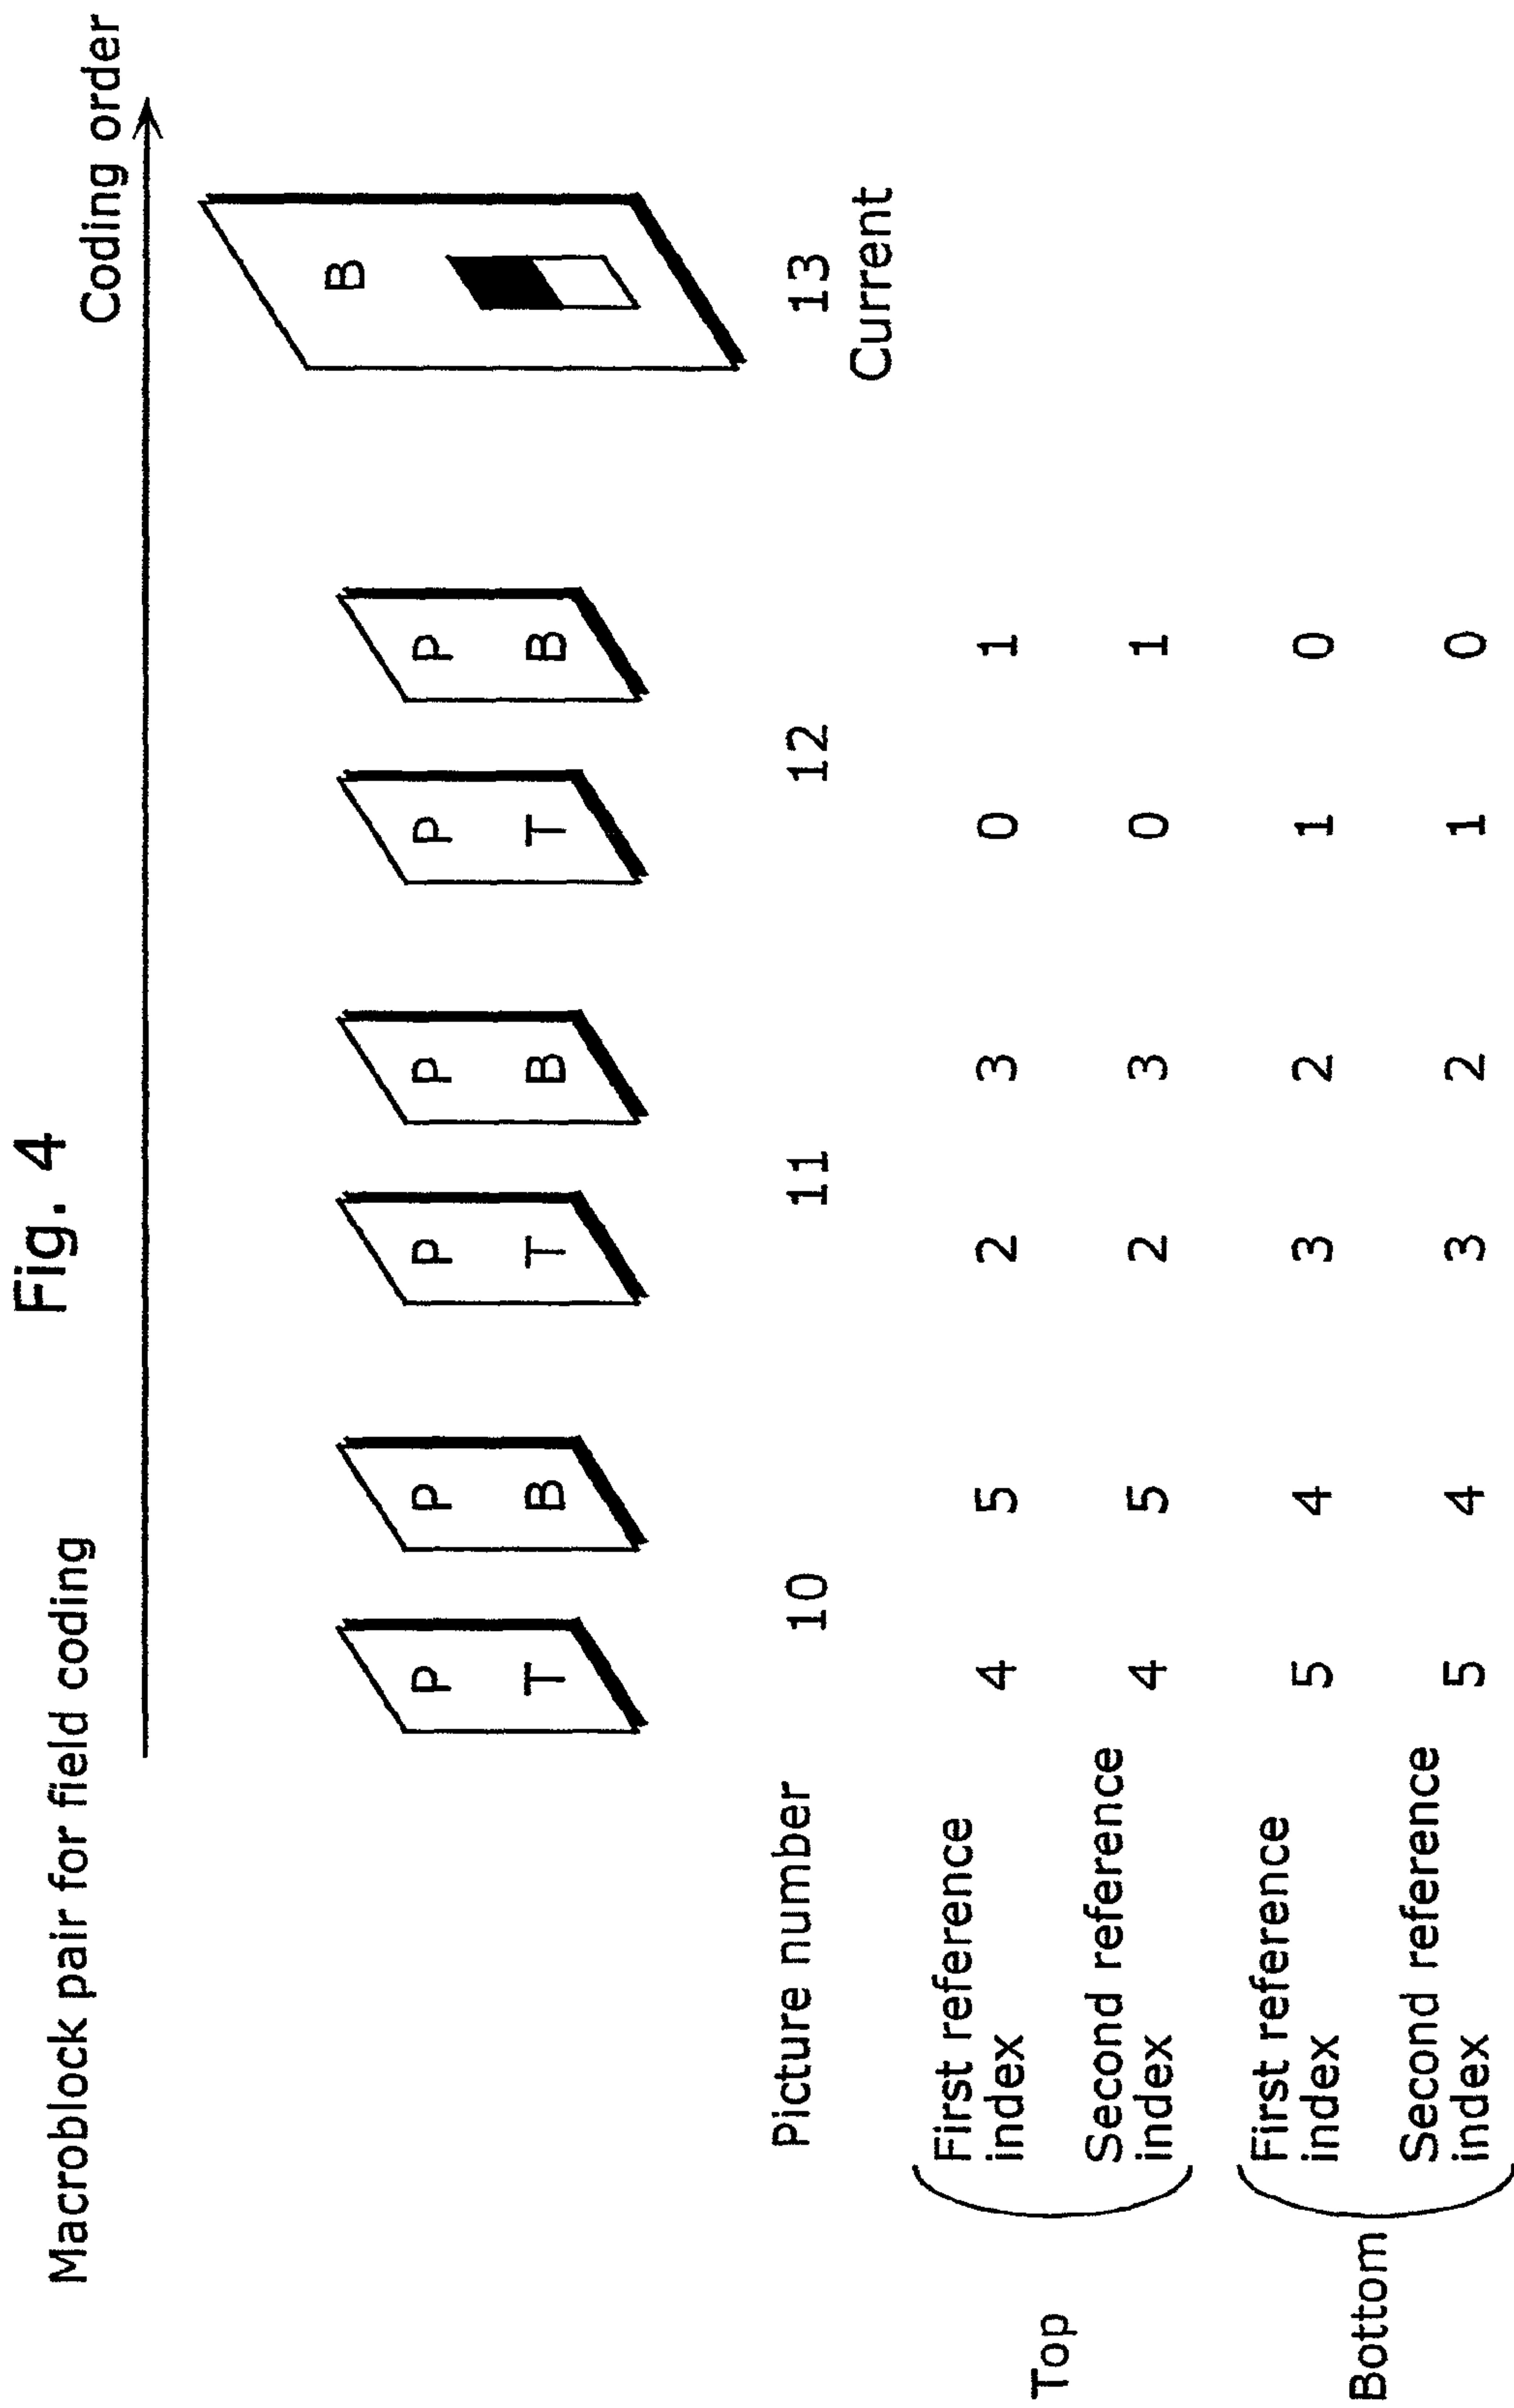 Fig. 4
Macroblock pair for field coding
Coding order
P P P P P P B
T B T B T B
Picture number 10 11 12 13
Current
Top
First reference
index 4 5 2 3 0 1
Second reference
index 4 5 2 3 0 1
Bottom
First reference
index 5 4 3 2 1 0
Second reference
index 5 4 3 2 1 0